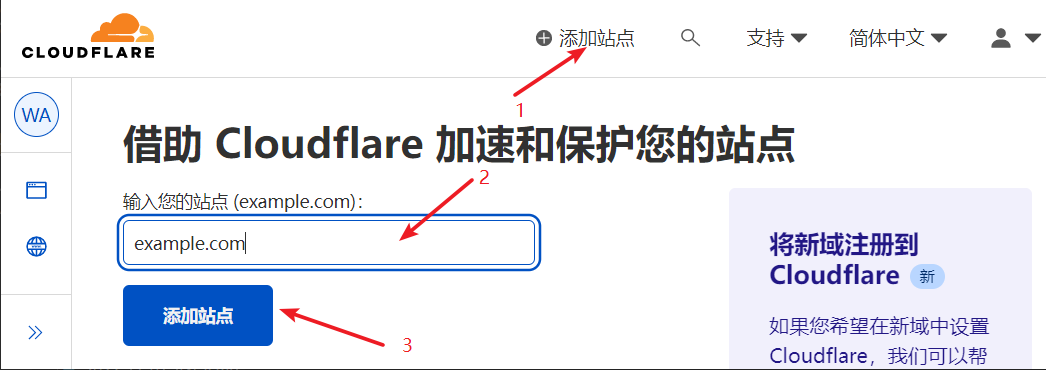 CLOUDFLARE
添加站点
支持
简体中文
1
WA
借助 Cloudflare 加速和保护您的站点
2
输入您的站点 (example.com)：
example.com
添加站点
3
将新域注册到
Cloudflare 新
如果您希望在新域中设置
Cloudflare，我们可以帮